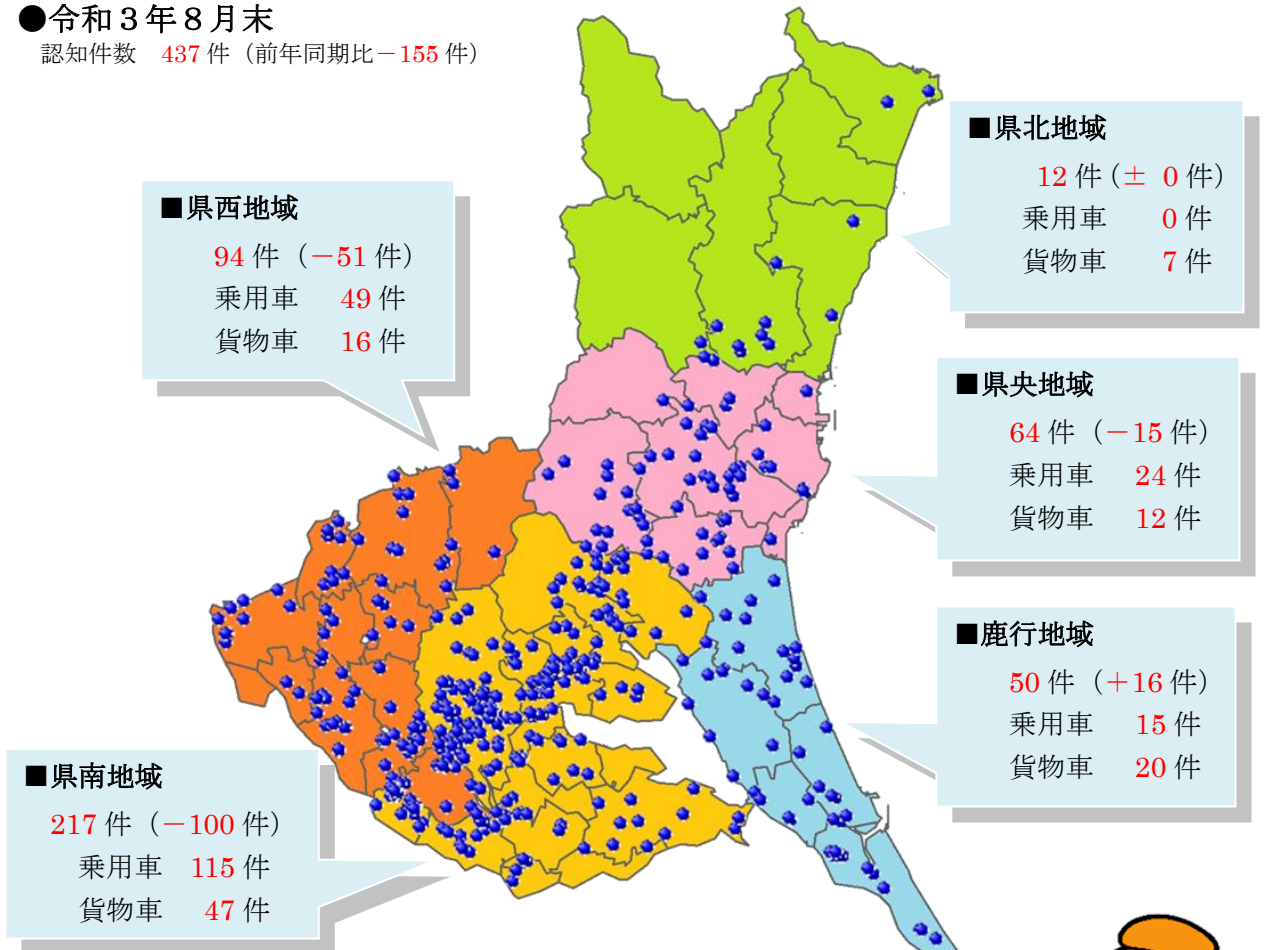 ●令和３年８月末
認知件数　437 件（前年同期比－155 件）
■県北地域
12 件（± 0 件）
乗用車　0 件
貨物車　7 件
■県西地域
94 件（－51 件）
乗用車　49 件
貨物車　16 件
■県央地域
64 件（－15 件）
乗用車　24 件
貨物車　12 件
■鹿行地域
50 件（＋16 件）
乗用車　15 件
貨物車　20 件
■県南地域
217 件（－100 件）
乗用車　115 件
貨物車　47 件